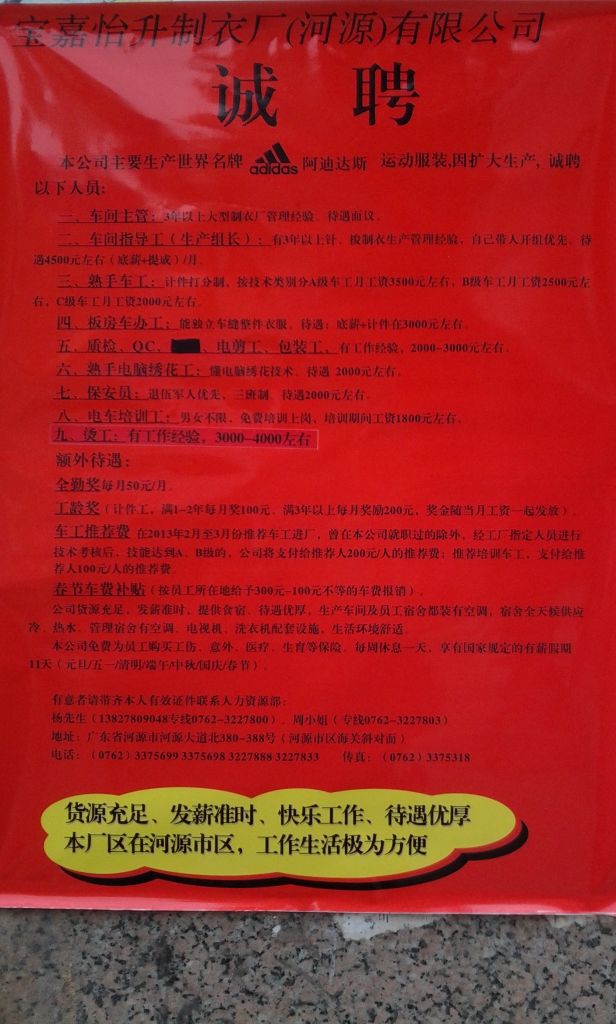 宝嘉怡升制衣厂(河源)有限公司
诚 聘
本公司主要生产世界名牌 adidas 阿迪达斯 运动服装,因扩大生产, 诚聘
以下人员:
一、车间主管：3年以上大型制衣厂管理经验。待遇面议。
二、车间指导工（生产组长）：有3年以上针、梭制衣生产管理经验，自己带人开组优先。待
遇4500元左右（底薪+提成）/月。
三、熟手车工：计件打分制，按技术类别分A级车工月工资3500元左右，B级车工月工资2500元左
右，C级车工月工资2000元左右。
四、板房车办工：能独立车缝整件衣服。待遇：底薪+计件在3000元左右。
五、质检、QC、 、电剪工、包装工。有工作经验，2000-3000元左右。
六、熟手电脑绣花工：懂电脑绣花技术。待遇 2000元左右。
七、保安员：退伍军人优先，三班制。待遇2000元左右。
八、电车培训工：男女不限，免费培训上岗。培训期间工资1800元左右。
九、烫工：有工作经验，3000-4000左右
额外待遇：
全勤奖每月50元/月。
工龄奖（计件工，满1-2年每月奖100元。满3年以上每月奖励200元，奖金随当月工资一起发放）。
车工推荐费 在2013年2月至3月份推荐车工进厂，曾在本公司就职过的除外。经工厂指定人员进行
技术考核后，技能达到A、B级的，公司将支付给推荐人200元/人的推荐费；推荐培训车工，支付给推
荐人100元/人的推荐费。
春节车费补贴（按员工所在地给予300元-100元不等的车费报销）。
公司货源充足，发薪准时，提供食宿、待遇优厚。生产车间及员工宿舍都装有空调。宿舍全天候供应
冷、热水。管理宿舍有空调、电视机、洗衣机配套设施，生活环境舒适。
本公司免费为员工购买工伤、意外、医疗、生育等保险。每周休息一天，享有国家规定的有薪假期
11天（元旦/五一/清明/端午/中秋/国庆/春节）。
有意者请带齐本人有效证件联系人力资源部：
杨先生（13827809048专线0762-3227800）。周小姐（专线0762-3227803）
地址：广东省河源市河源大道北380-388号（河源市区海关斜对面）
电话：（0762）3375699 3375698 3227888 3227833 传真：（0762）3375318
货源充足、发薪准时、快乐工作、待遇优厚
本厂区在河源市区，工作生活极为方便